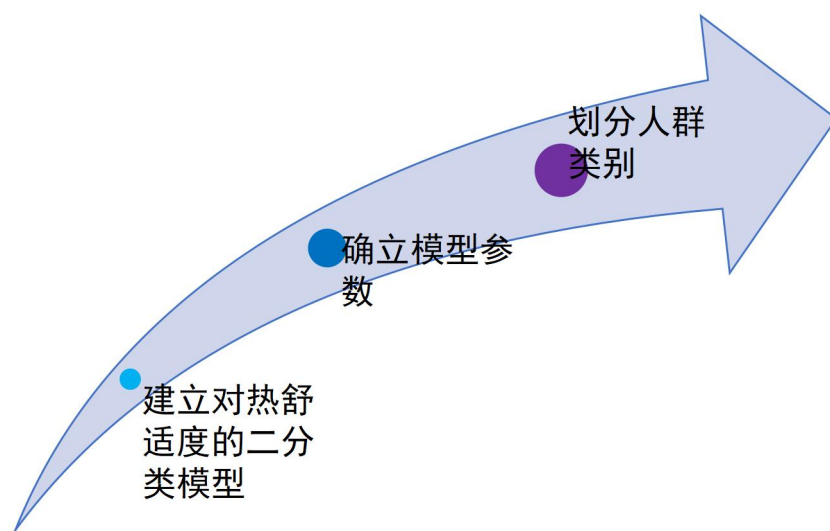 划分人群
类别
确立模型参
数
建立对热舒
适度的二分
类模型